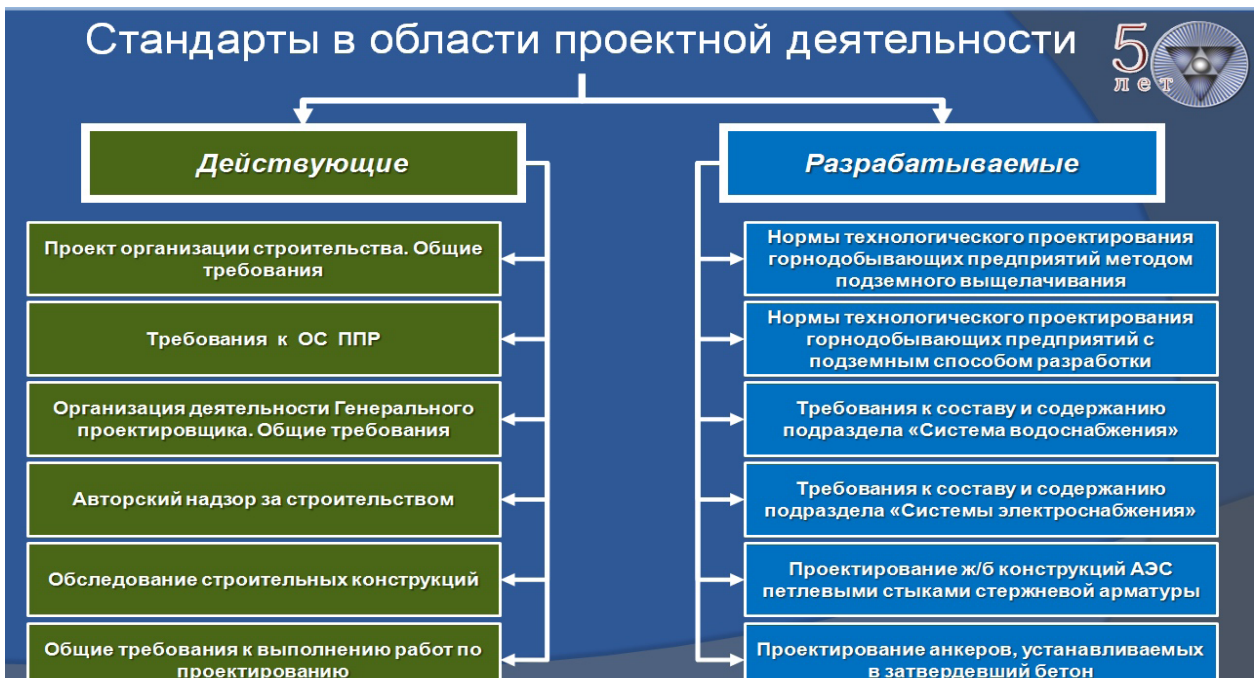 Стандарты в области проектной деятельности
5
лет
Действующие
Проект организации строительства. Общие
требования
Требования к ОС ППР
Организация деятельности Генерального
проектировщика. Общие требования
Авторский надзор за строительством
Обследование строительных конструкций
Общие требования к выполнению работ по
проектированию
Разрабатываемые
Нормы технологического проектирования
горнодобывающих предприятий методом
подземного выщелачивания
Нормы технологического проектирования
горнодобывающих предприятий с
подземным способом разработки
Требования к составу и содержанию
подраздела «Система водоснабжения»
Требования к составу и содержанию
подраздела «Системы электроснабжения»
Проектирование ж/б конструкций АЭС
петлевыми стыками стержневой арматуры
Проектирование анкеров, устанавливаемых
в затвердевший бетон